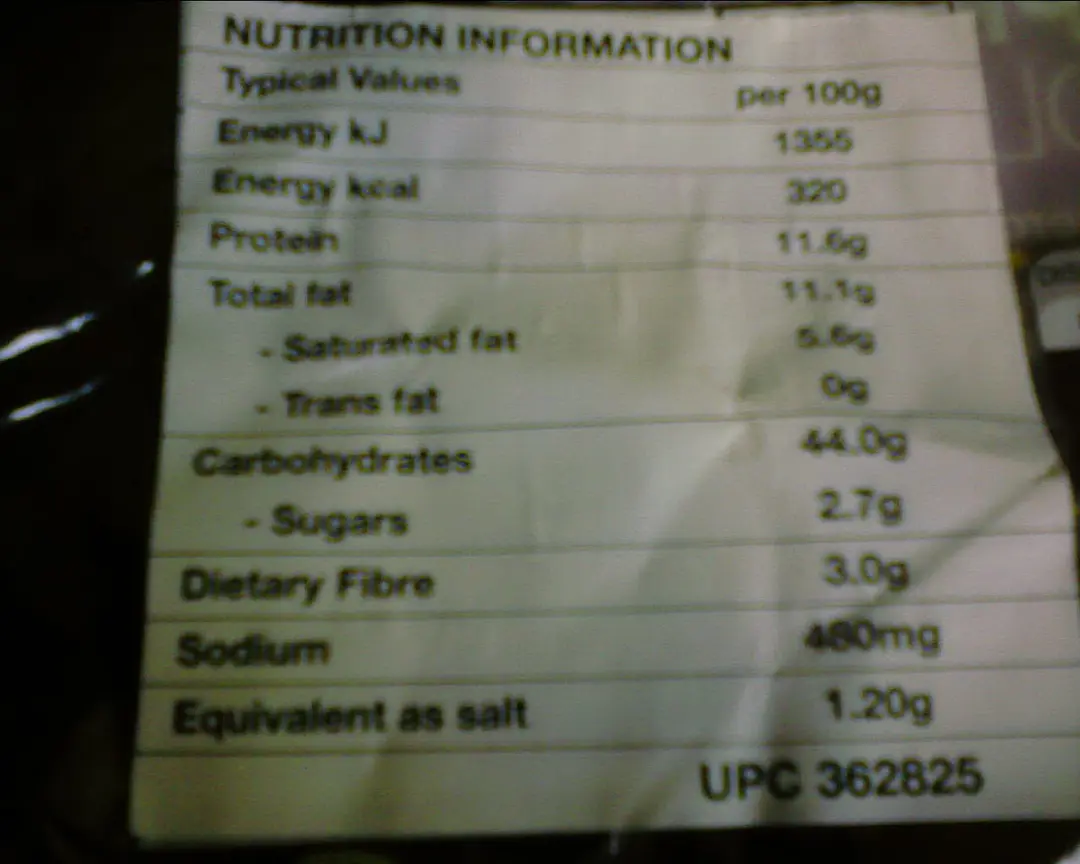 NUTRITION INFORMATION
Typical Values per 100g
Energy kJ 1355
Energy kcal 320
Protein 11.6g
Total fat 11.1g
- Saturated fat 5.6g
- Trans fat 0g
Carbohydrates 44.0g
- Sugars 2.7g
Dietary Fibre 3.0g
Sodium 480mg
Equivalent as salt 1.20g
UPC 362825